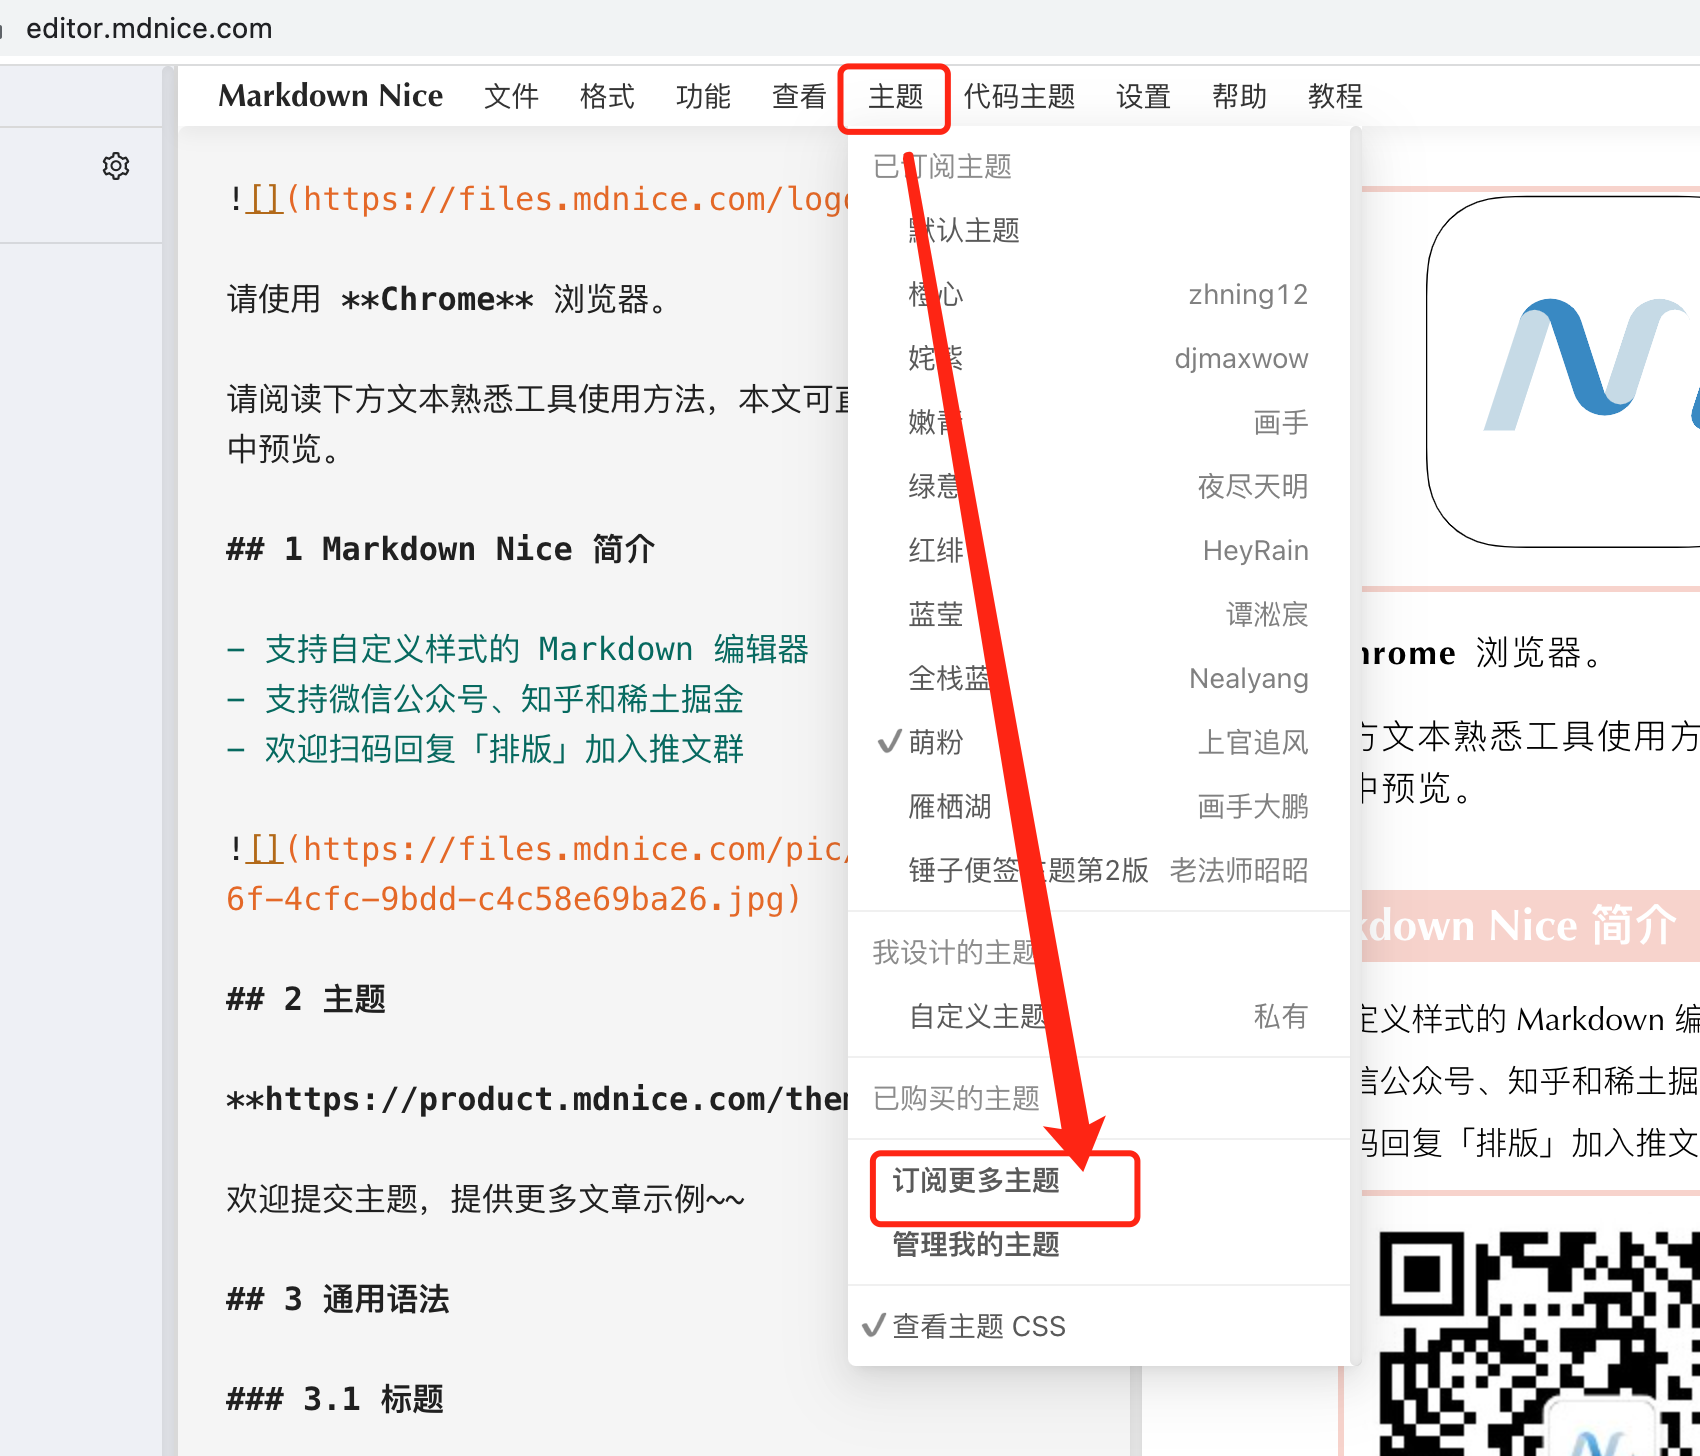 editor.mdnice.com
Markdown Nice 文件 格式 功能 查看 主题 代码主题 设置 帮助 教程
![](https://files.mdnice.com/logo
请使用 **Chrome** 浏览器。
请阅读下方文本熟悉工具使用方法，本文可直
中预览。
## 1 Markdown Nice 简介
- 支持自定义样式的 Markdown 编辑器
- 支持微信公众号、知乎和稀土掘金
- 欢迎扫码回复「排版」加入推文群
![](https://files.mdnice.com/pic/
6f-4cfc-9bdd-c4c58e69ba26.jpg)
## 2 主题
**https://product.mdnice.com/them
欢迎提交主题，提供更多文章示例~~
## 3 通用语法
### 3.1 标题
已订阅主题
默认主题
橙心 zhning12
姹紫 djmaxwow
嫩青 画手
绿意 夜尽天明
红绯 HeyRain
蓝莹 谭淞宸
全栈蓝 Nealyang
✓萌粉 上官追风
雁栖湖 画手大鹏
锤子便签主题第2版 老法师昭昭
我设计的主题
自定义主题 私有
已购买的主题
订阅更多主题
管理我的主题
✓查看主题 CSS
hrome 浏览器。
方文本熟悉工具使用方
中预览。
kdown Nice 简介
定义样式的 Markdown 编
信公众号、知乎和稀土掘
码回复「排版」加入推文